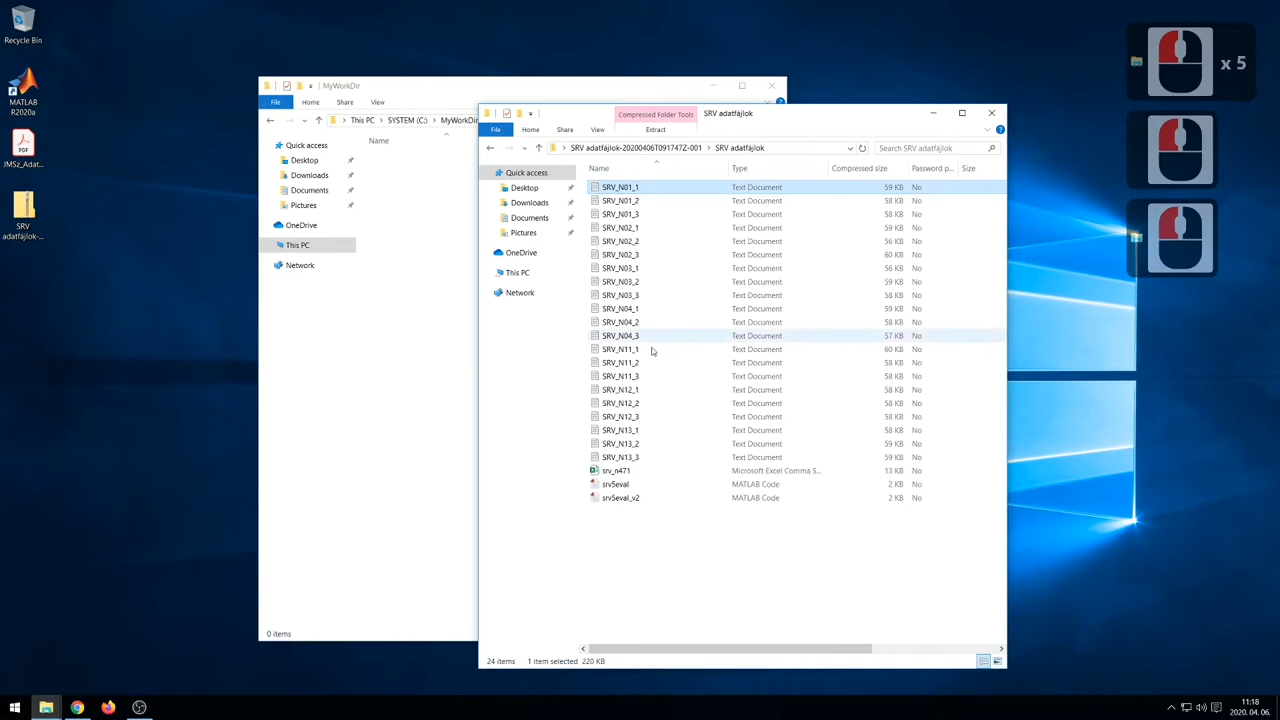 Recycle Bin
MATLAB
R2020a
JMSz_Adat...
SRV
adatfájlok-...
MyWorkDir
File Home Share View
This PC SYSTEM (C:) MyWorkDir
Name
Quick access
Desktop
Downloads
Documents
Pictures
OneDrive
This PC
Network
0 items
Compressed Folder Tools SRV adatfájlok
File Home Share View Extract
SRV adatfájlok-20200406T091747Z-001 SRV adatfájlok Search SRV adatfájlok
Quick access
Desktop
Downloads
Documents
Pictures
OneDrive
This PC
Network
Name Type Compressed size Password p... Size
SRV_N01_1 Text Document 59 KB No
SRV_N01_2 Text Document 58 KB No
SRV_N01_3 Text Document 58 KB No
SRV_N02_1 Text Document 59 KB No
SRV_N02_2 Text Document 56 KB No
SRV_N02_3 Text Document 60 KB No
SRV_N03_1 Text Document 56 KB No
SRV_N03_2 Text Document 59 KB No
SRV_N03_3 Text Document 58 KB No
SRV_N04_1 Text Document 59 KB No
SRV_N04_2 Text Document 58 KB No
SRV_N04_3 Text Document 57 KB No
SRV_N11_1 Text Document 60 KB No
SRV_N11_2 Text Document 58 KB No
SRV_N11_3 Text Document 58 KB No
SRV_N12_1 Text Document 58 KB No
SRV_N12_2 Text Document 58 KB No
SRV_N12_3 Text Document 58 KB No
SRV_N13_1 Text Document 58 KB No
SRV_N13_2 Text Document 59 KB No
SRV_N13_3 Text Document 59 KB No
srv_n471 Microsoft Excel Comma S... 13 KB No
srv5eval MATLAB Code 2 KB No
srv5eval_v2 MATLAB Code 2 KB No
24 items 1 item selected 220 KB
x 5
11:18
2020. 04. 06.